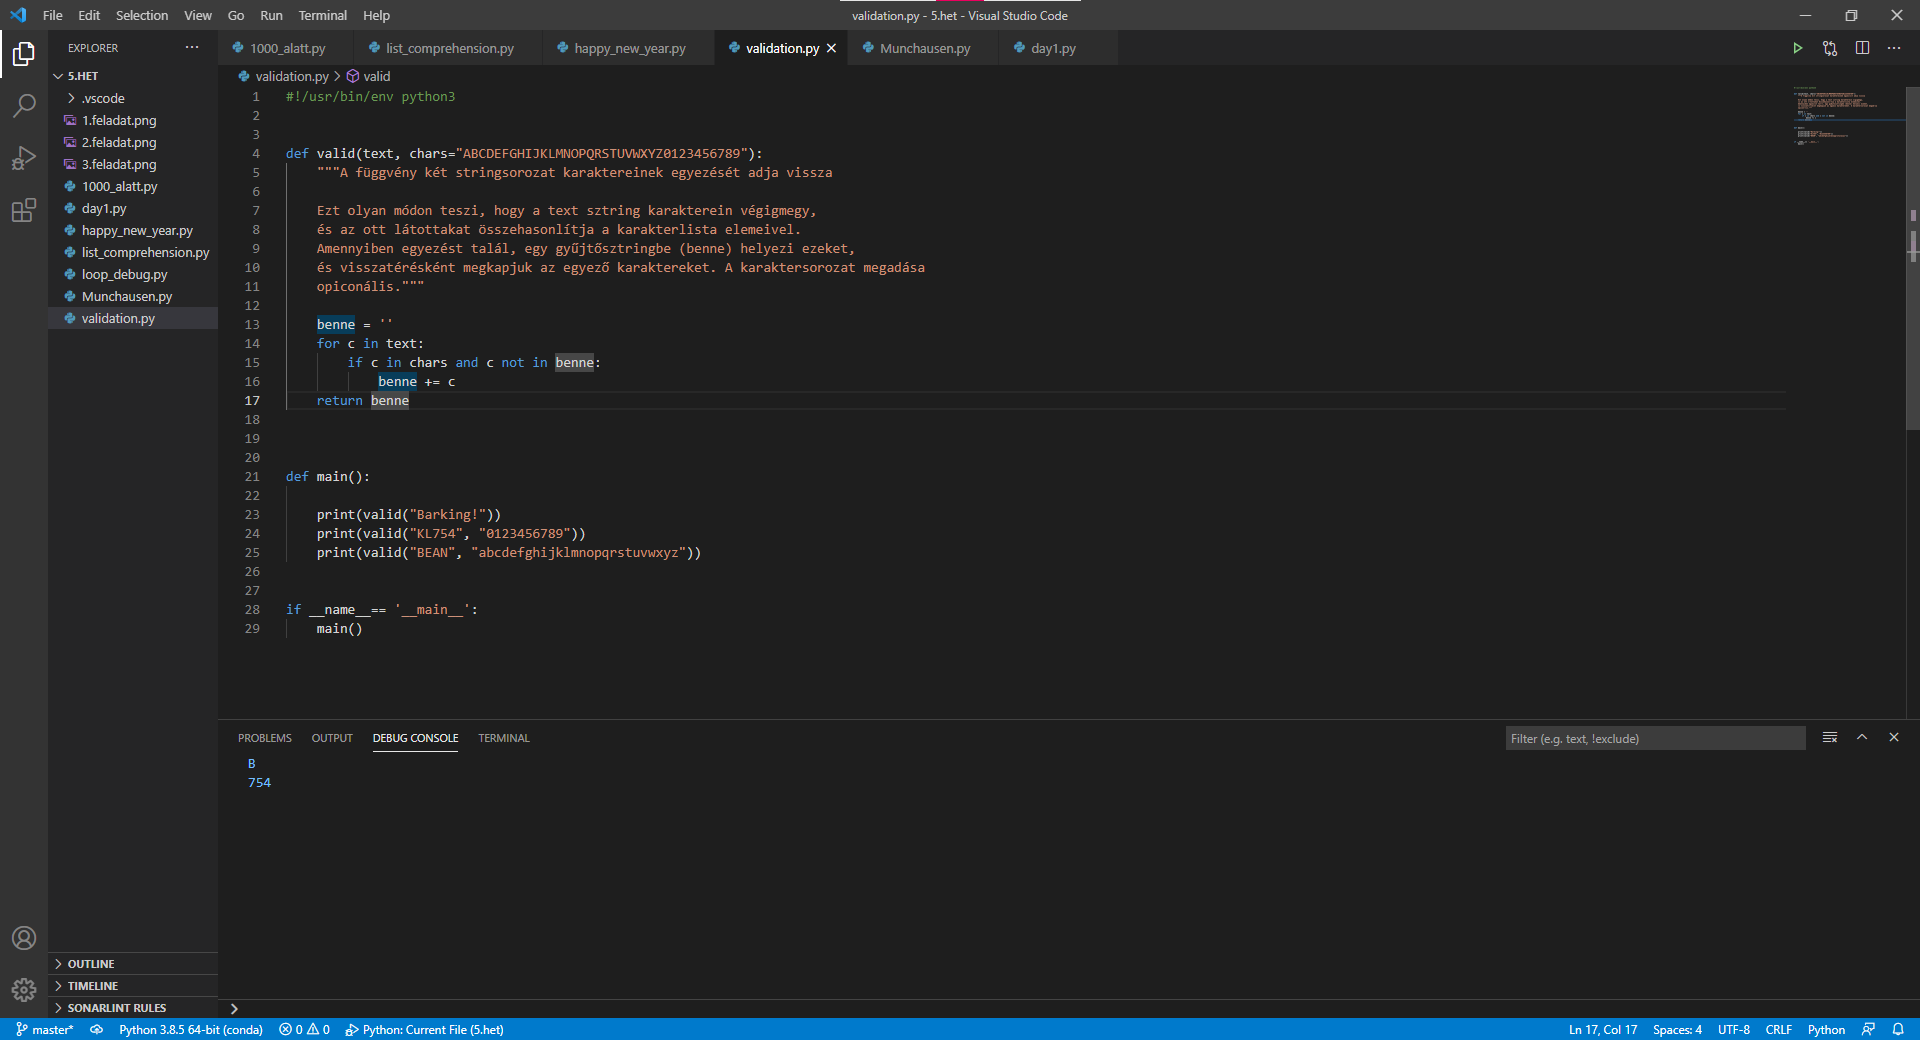 File Edit Selection View Go Run Terminal Help
validation.py - 5.het - Visual Studio Code
EXPLORER
5.HET
.vscode
1.feladat.png
2.feladat.png
3.feladat.png
1000_alatt.py
day1.py
happy_new_year.py
list_comprehension.py
loop_debug.py
Munchausen.py
validation.py
OUTLINE
TIMELINE
SONARLINT RULES
1000_alatt.py list_comprehension.py happy_new_year.py validation.py Munchausen.py day1.py
validation.py > valid
1 #!/usr/bin/env python3
2
3
4 def valid(text, chars="ABCDEFGHIJKLMNOPQRSTUVWXYZ0123456789"):
5 """A függvény két stringsorozat karaktereinek egyezését adja vissza
6
7 Ezt olyan módon teszi, hogy a text sztring karakterein végigmegy,
8 és az ott látottakat összehasonlítja a karakterlista elemeivel.
9 Amennyiben egyezést talál, egy gyűjtősztringbe (benne) helyezi ezeket,
10 és visszatérésként megkapjuk az egyező karaktereket. A karaktersorozat megadása
11 opiconális."""
12
13 benne = ''
14 for c in text:
15 if c in chars and c not in benne:
16 benne += c
17 return benne
18
19
20
21 def main():
22
23 print(valid("Barking!"))
24 print(valid("KL754", "0123456789"))
25 print(valid("BEAN", "abcdefghijklmnopqrstuvwxyz"))
26
27
28 if __name__== '__main__':
29 main()
PROBLEMS OUTPUT DEBUG CONSOLE TERMINAL
Filter (e.g. text, !exclude)
B
754
master* Python 3.8.5 64-bit (conda) 0 0 Python: Current File (5.het)
Ln 17, Col 17 Spaces: 4 UTF-8 CRLF Python